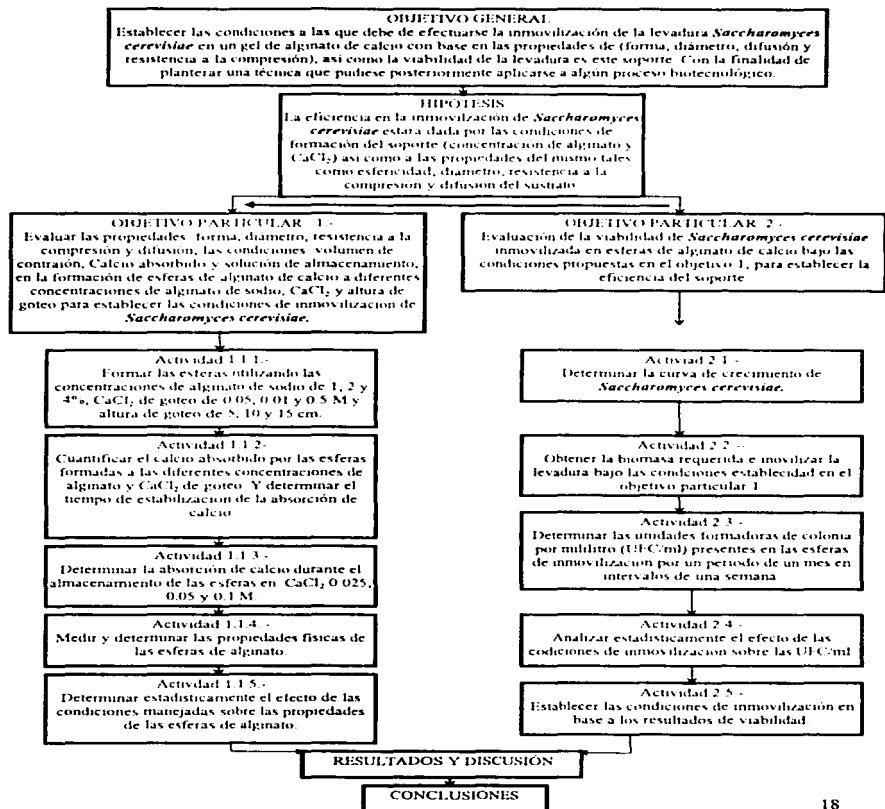 OBJETIVO GENERAL
Establecer las condiciones a las que debe de efectuarse la inmovilización de la levadura Saccharomyces
cerevisiae en un gel de alginato de calcio con base en las propiedades de (forma, diámetro, difusión y
resistencia a la compresión), así como la viabilidad de la levadura es este soporte. Con la finalidad de
planterar una técnica que pudiese posteriormente aplicarse a algún proceso biotecnológico.
HIPÓTESIS
La eficiencia en la inmovilzación de Saccharomyces
cerevisiae estara dada por las condiciones de
formación del soporte (concentración de alginato y
CaCl₂) asi como a las propiedades del mismo tales
como esfericidad, diametro, resistencia a la
compresión y difusion del sustrato
OBJETIVO PARTICULAR 1.-
Evaluar las propiedades forma, diámetro, resistencia a la
compresión y difusión, las condiciones volumen de
contraión, Calcio absorbido y solución de almacenamiento,
en la formación de esferas de alginato de calcio a diferentes
concentraciones de alginato de sodio, CaCl₂ y altura de
goteo para establecer las condiciones de inmovilización de
Saccharomyces cerevisiae.
OBJETIVO PARTICULAR 2 -
Evaluación de la viabilidad de Saccharomyces cerevisiae
inmovilizada en esferas de alginato de calcio bajo las
condiciones propuestas en el objetivo 1, para establecer la
eficiencia del soporte
Actividad 1.1.1.-
Formar las esferas utilizando las
concentraciones de alginato de sodio de 1, 2 y
4%, CaCl₂ de goteo de 0.05, 0.01 y 0.5 M y
altura de goteo de 5, 10 y 15 cm.
Actividad 1.1.2-
Cuantificar el calcio absorbido por las esferas
formadas a las diferentes concentraciones de
alginato y CaCl₂ de goteo. Y determinar el
tiempo de estabilización de la absorción de
calcio
Actividad 1.1.3 -
Determinar la absorción de calcio durante el
almacenamiento de las esferas en CaCl₂ 0.025,
0.05 y 0.1 M.
Actividad 1.1.4. -
Medir y determinar las propiedades físicas de
las esferas de alginato.
Actividad 1.1.5.-
Determinar estadisticamente el efecto de las
condiciones manejadas sobre las propiedades
de las esferas de alginato.
Activiad 2.1 -
Determinar la curva de crecimiento de
Saccharomyces cerevisiae.
Actividad 2.2 --
Obtener la biomasa requerida e inovilizar la
levadura bajo las condiciones establecidad en el
objetivo particular 1
Actividad 2.3 -
Determinar las unidades formadoras de colonia
por mililitro (UFC/ml) presentes en las esferas
de inmovilizacion por un periodo de un mes en
intervalos de una semana
Actividad 2.4 -
Analizar estadisticamente el efecto de las
codiciones de inmovilizacion sobre las UFC/ml
Actividad 2.5 -
Establecer las condiciones de inmovilización en
base a los resultados de viabilidad.
RESULTADOS Y DISCUSIÓN
CONCLUSIONES
18